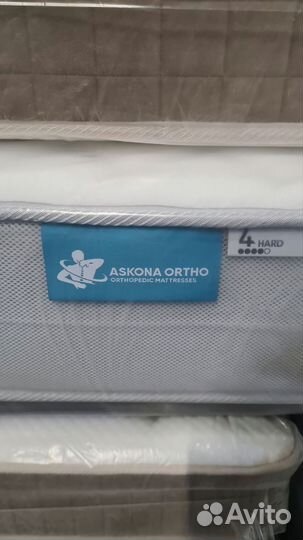 ASKONA ORTHO
ORTHOPEDIC MATTRESSES
4 HARD
Avito